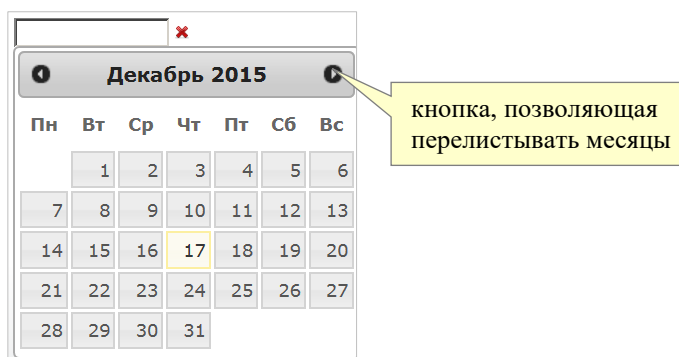 Декабрь 2015
кнопка, позволяющая
перелистывать месяцы
Пн Вт Ср Чт Пт Сб Вс
1 2 3 4 5 6
7 8 9 10 11 12 13
14 15 16 17 18 19 20
21 22 23 24 25 26 27
28 29 30 31